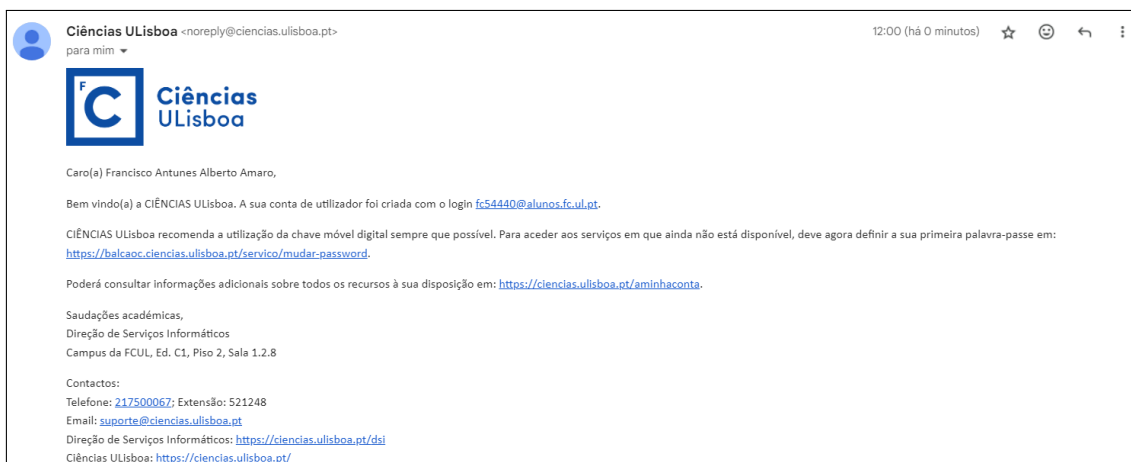 Ciências ULisboa <noreply@ciencias.ulisboa.pt>
12:00 (há 0 minutos)
para mim
F
C
Ciências
ULisboa
Caro(a) Francisco Antunes Alberto Amaro,
Bem vindo(a) a CIÊNCIAS ULisboa. A sua conta de utilizador foi criada com o login fc54440@alunos.fc.ul.pt.
CIÊNCIAS ULisboa recomenda a utilização da chave móvel digital sempre que possível. Para aceder aos serviços em que ainda não está disponível, deve agora definir a sua primeira palavra-passe em:
https://balcaoc.ciencias.ulisboa.pt/servico/mudar-password.
Poderá consultar informações adicionais sobre todos os recursos à sua disposição em: https://ciencias.ulisboa.pt/aminhaconta.
Saudações académicas,
Direção de Serviços Informáticos
Campus da FCUL, Ed. C1, Piso 2, Sala 1.2.8
Contactos:
Telefone: 217500067; Extensão: 521248
Email: suporte@ciencias.ulisboa.pt
Direção de Serviços Informáticos: https://ciencias.ulisboa.pt/dsi
Ciências ULisboa: https://ciencias.ulisboa.pt/